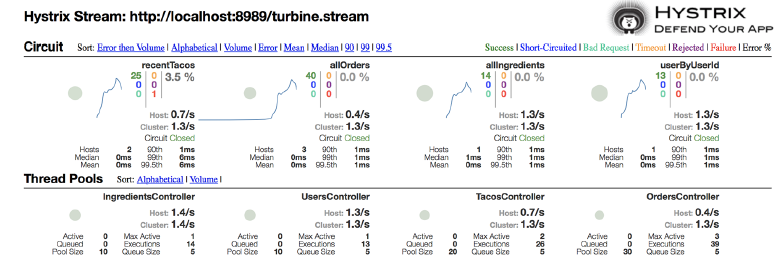 Hystrix Stream: http://localhost:8989/turbine.stream
HYSTRIX
DEFEND YOUR APP
Circuit Sort: Error then Volume | Alphabetical | Volume | Error | Mean | Median | 90 | 99 | 99.5
Success | Short-Circuited | Bad Request | Timeout | Rejected | Failure | Error %
recentTacos
25 0 3.5 %
0 0
0 1
Host: 0.7/s
Cluster: 1.3/s
Circuit Closed
Hosts 2 90th 1ms
Median 0ms 99th 6ms
Mean 0ms 99.5th 6ms
allOrders
40 0 0.0 %
0 0
0 0
Host: 0.4/s
Cluster: 1.3/s
Circuit Closed
Hosts 3 90th 1ms
Median 0ms 99th 1ms
Mean 0ms 99.5th 1ms
allIngredients
14 0 0.0 %
0 0
0 0
Host: 1.3/s
Cluster: 1.3/s
Circuit Closed
Hosts 1 90th 1ms
Median 1ms 99th 1ms
Mean 0ms 99.5th 1ms
userByUserId
13 0 0.0 %
0 0
0 0
Host: 1.3/s
Cluster: 1.3/s
Circuit Closed
Hosts 1 90th 1ms
Median 0ms 99th 1ms
Mean 0ms 99.5th 1ms
Thread Pools Sort: Alphabetical | Volume |
IngredientsController
Host: 1.4/s
Cluster: 1.4/s
Active 0 Max Active 1
Queued 0 Executions 14
Pool Size 10 Queue Size 5
UsersController
Host: 1.3/s
Cluster: 1.3/s
Active 0 Max Active 1
Queued 0 Executions 13
Pool Size 10 Queue Size 5
TacosController
Host: 0.7/s
Cluster: 1.3/s
Active 0 Max Active 2
Queued 0 Executions 26
Pool Size 20 Queue Size 5
OrdersController
Host: 0.4/s
Cluster: 1.3/s
Active 0 Max Active 3
Queued 0 Executions 39
Pool Size 30 Queue Size 5